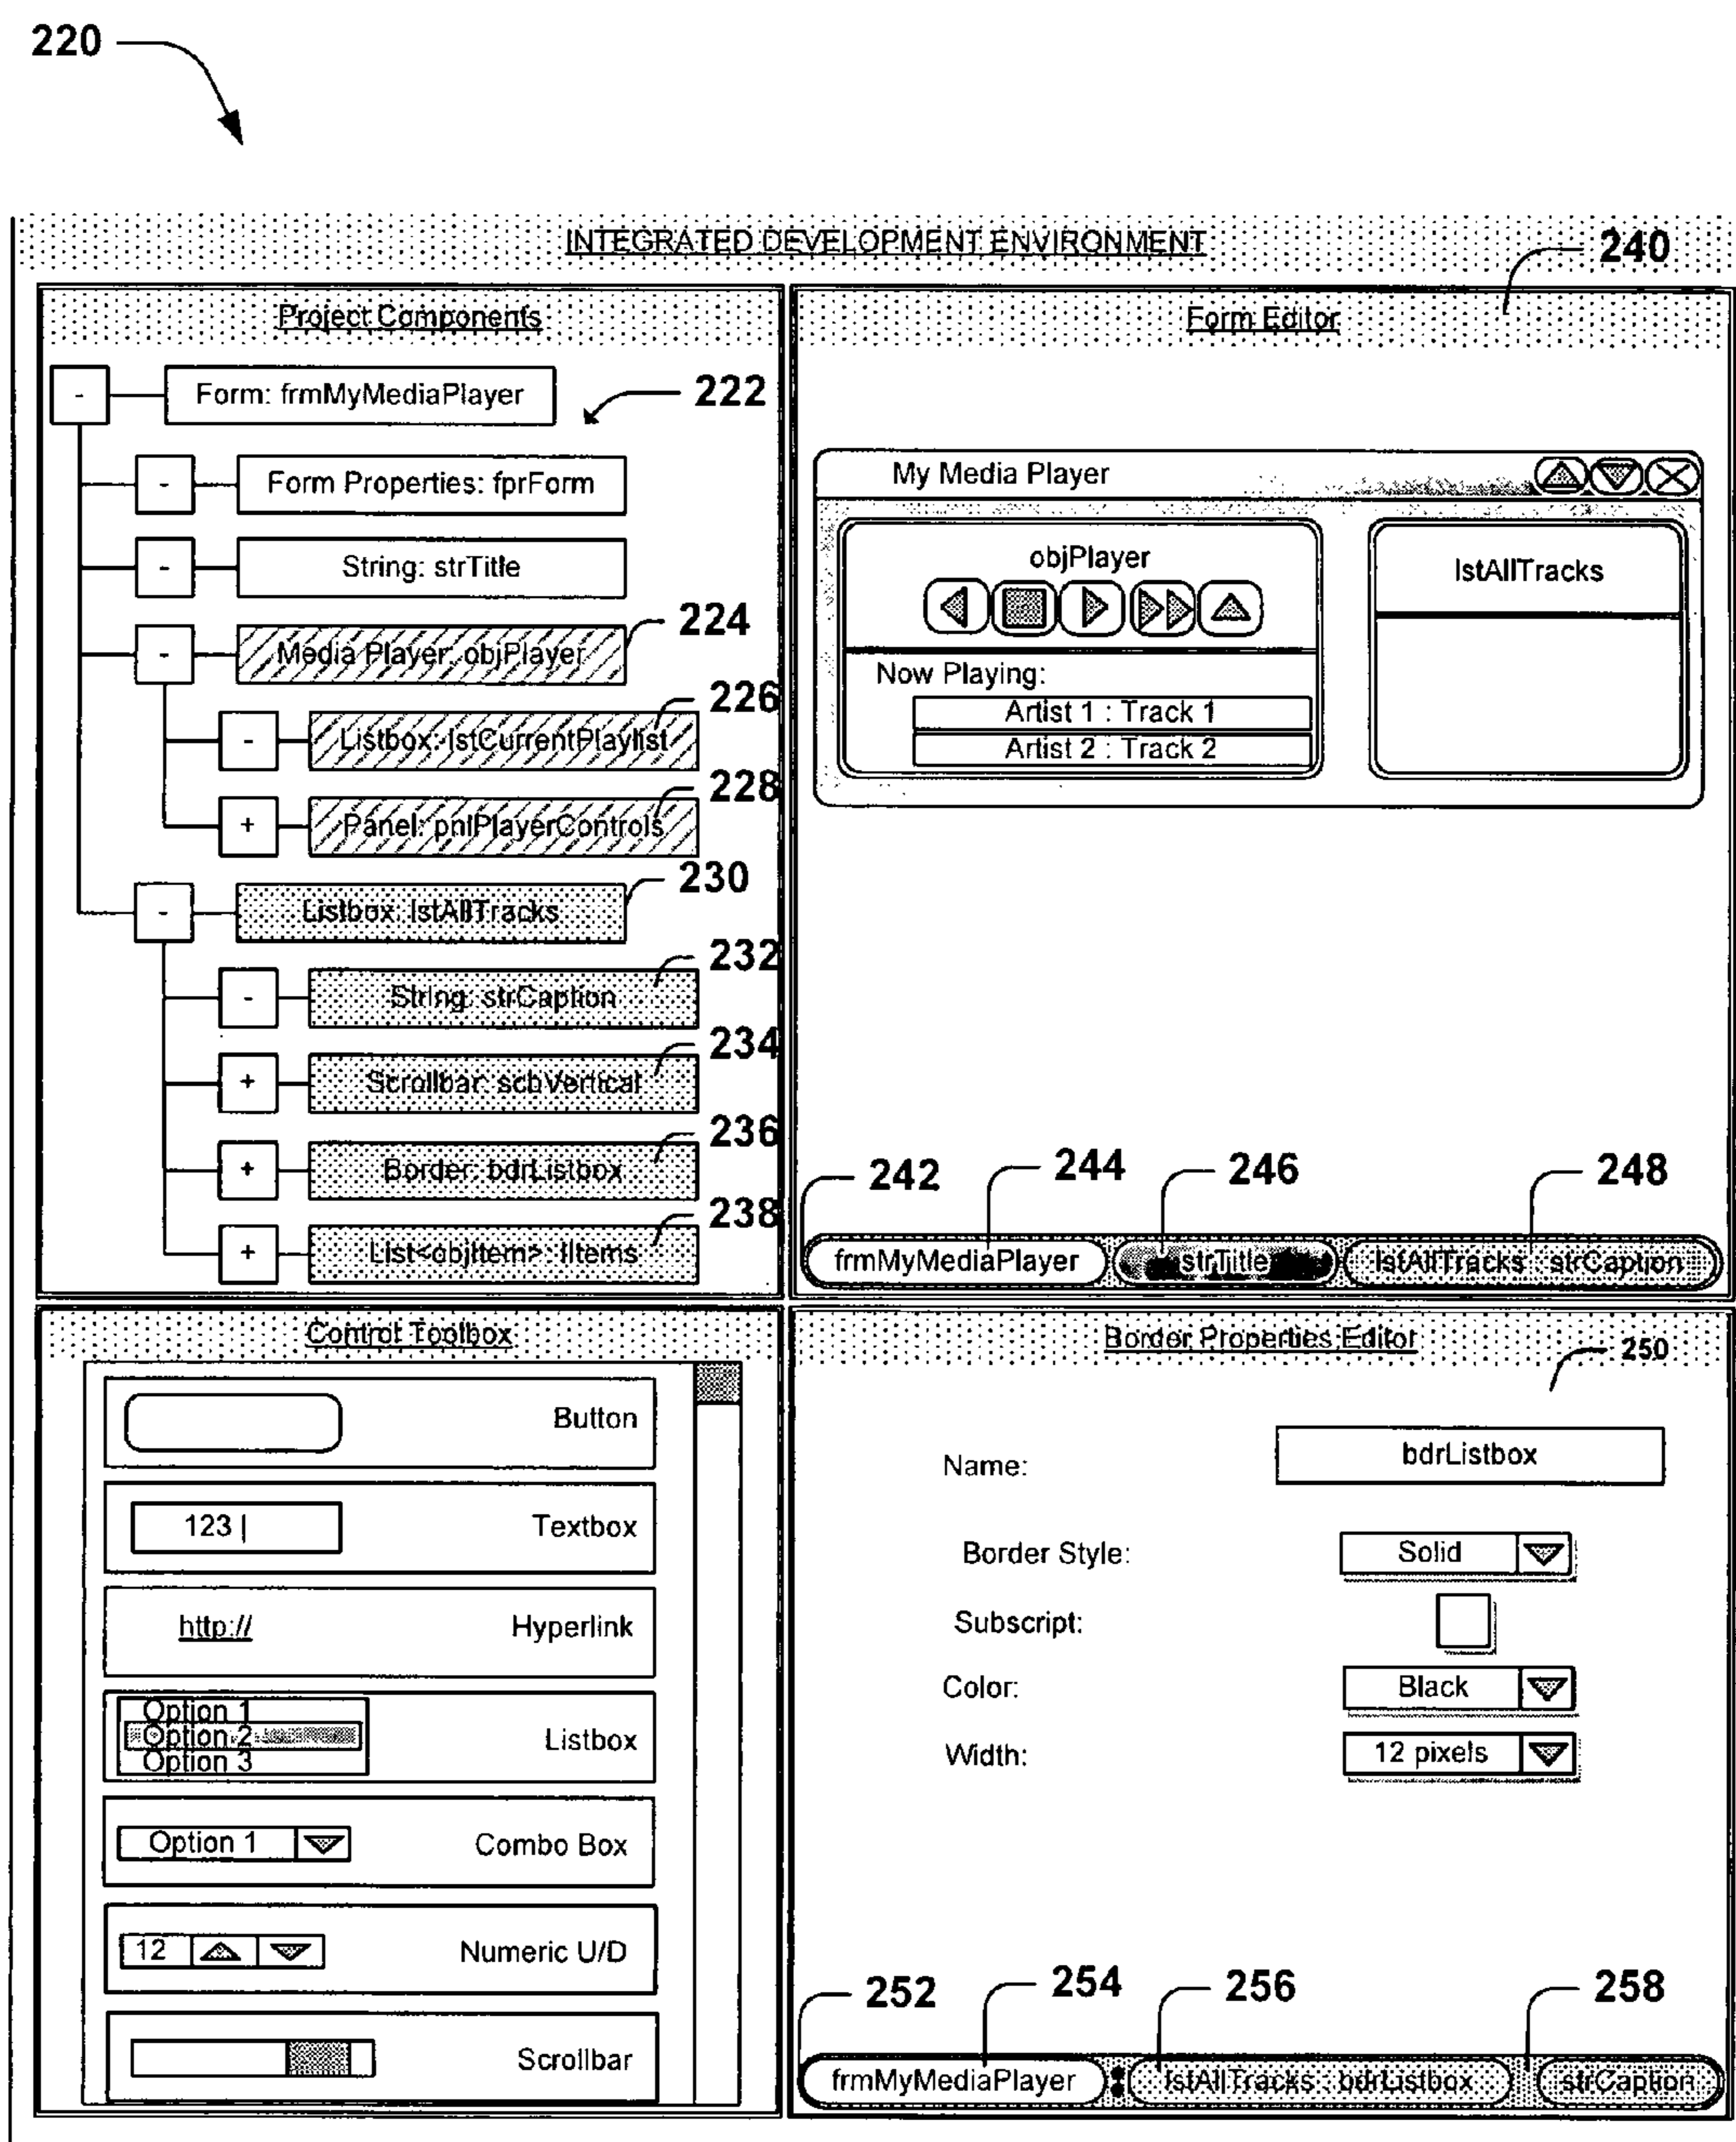 220
INTEGRATED DEVELOPMENT ENVIRONMENT
240
Project Components
- Form: frmMyMediaPlayer
222
- Form Properties: fprForm
- String: strTitle
224
- Media Player: objPlayer
226
- Listbox: lstCurrentPlaylist
228
+ Panel: pnlPlayerControls
230
- Listbox: lstAllTracks
232
- String: strCaption
234
+ Scrollbar: scbVertical
236
+ Border: bdrListbox
238
+ List<objItem>: lItems
Form Editor
My Media Player
objPlayer
Now Playing:
Artist 1 : Track 1
Artist 2 : Track 2
lstAllTracks
242 244 246 248
frmMyMediaPlayer strTitle lstAllTracks : strCaption
Control Toolbox
Button
123 | Textbox
http:// Hyperlink
Option 1
Option 2
Option 3
Listbox
Option 1 Combo Box
12 Numeric U/D
Scrollbar
Border Properties Editor
250
Name: bdrListbox
Border Style: Solid
Subscript:
Color: Black
Width: 12 pixels
252 254 256 258
frmMyMediaPlayer : lstAllTracks : bdrListbox strCaption